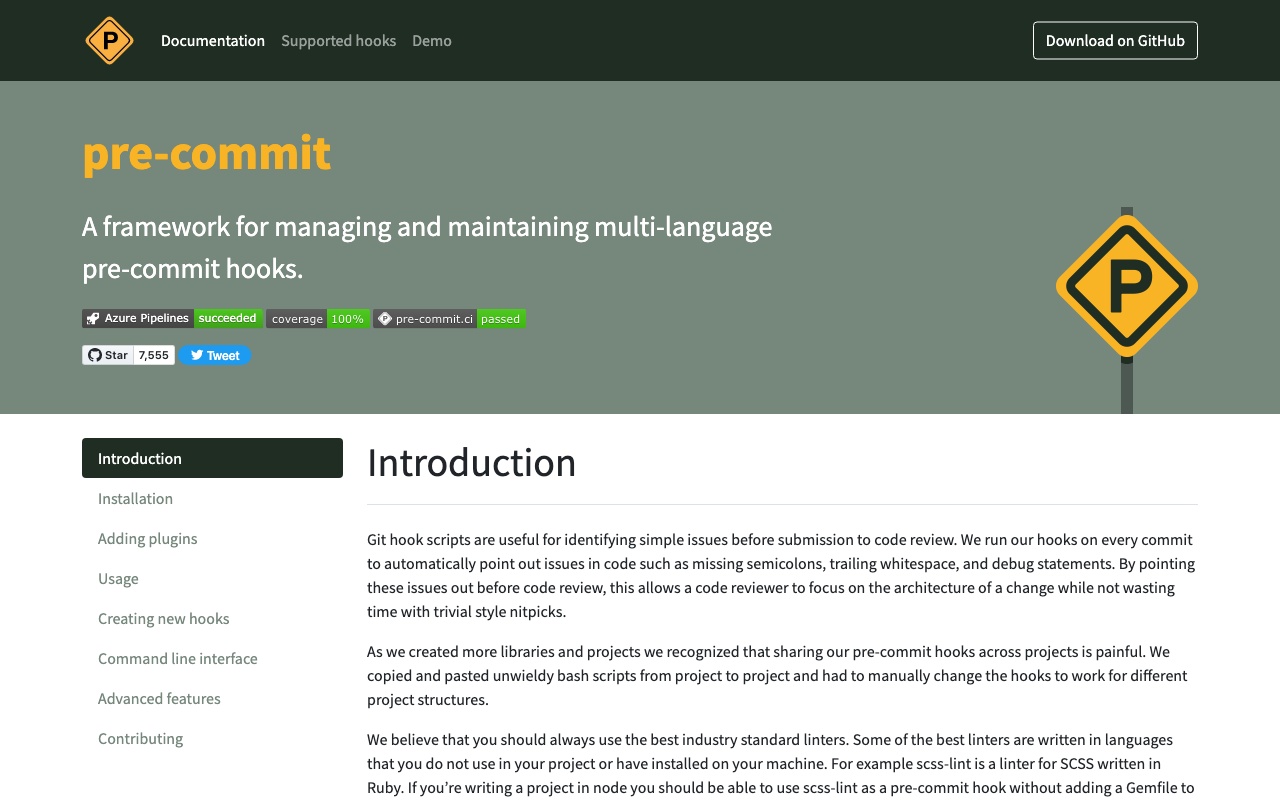 P
Documentation
Supported hooks
Demo
Download on GitHub
pre-commit
A framework for managing and maintaining multi-language
pre-commit hooks.
Azure Pipelines succeeded
coverage 100%
pre-commit.ci passed
Star 7,555
Tweet
P
Introduction
Installation
Adding plugins
Usage
Creating new hooks
Command line interface
Advanced features
Contributing
Introduction
Git hook scripts are useful for identifying simple issues before submission to code review. We run our hooks on every commit
to automatically point out issues in code such as missing semicolons, trailing whitespace, and debug statements. By pointing
these issues out before code review, this allows a code reviewer to focus on the architecture of a change while not wasting
time with trivial style nitpicks.
As we created more libraries and projects we recognized that sharing our pre-commit hooks across projects is painful. We
copied and pasted unwieldy bash scripts from project to project and had to manually change the hooks to work for different
project structures.
We believe that you should always use the best industry standard linters. Some of the best linters are written in languages
that you do not use in your project or have installed on your machine. For example scss-lint is a linter for SCSS written in
Ruby. If you’re writing a project in node you should be able to use scss-lint as a pre-commit hook without adding a Gemfile to